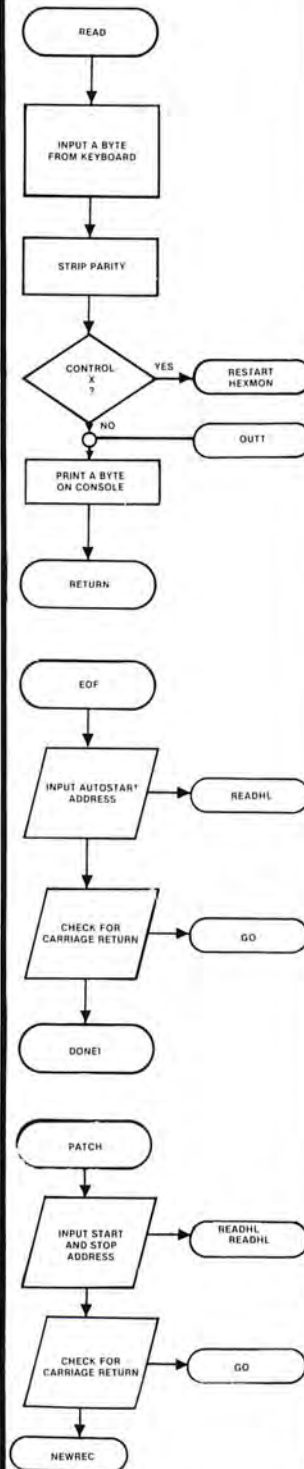 READ
INPUT A BYTE
FROM KEYBOARD
STRIP PARITY
CONTROL
X
?
YES
RESTART
HEXMON
NO
OUTT
PRINT A BYTE
ON CONSOLE
RETURN
EOF
INPUT AUTOSTART
ADDRESS
READHL
CHECK FOR
CARRIAGE RETURN
GO
DONE1
PATCH
INPUT START
AND STOP
ADDRESS
READHL
READHL
CHECK FOR
CARRIAGE RETURN
GO
NEWREC